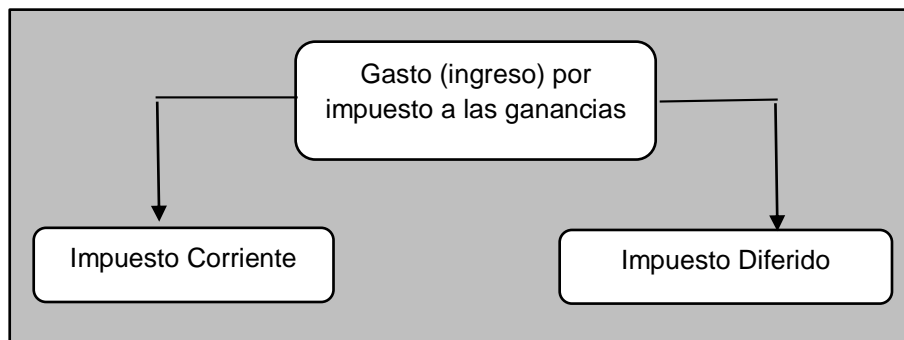 Gasto (ingreso) por
impuesto a las ganancias
Impuesto Corriente
Impuesto Diferido